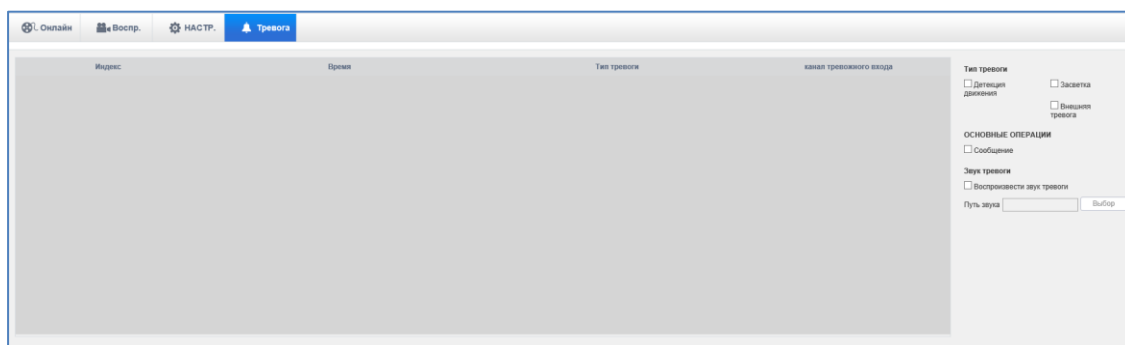 Онлайн Воспр. НАСТР. Тревога
Индекс Время Тип тревоги канал тревожного входа
Тип тревоги
Детекция движения
Засветка
Внешняя тревога
ОСНОВНЫЕ ОПЕРАЦИИ
Сообщение
Звук тревоги
Воспроизвести звук тревоги
Путь звука Выбор